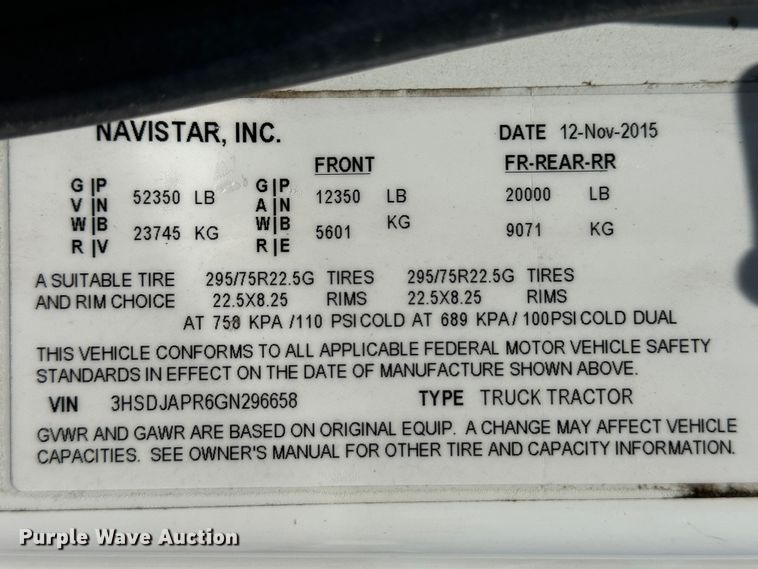 NAVISTAR, INC. DATE 12-Nov-2015
FRONT FR-REAR-RR
G|P 52350 LB G|P 12350 LB 20000 LB
V|N A|N
W|B 23745 KG W|B 5601 KG 9071 KG
R|V R|E
A SUITABLE TIRE 295/75R22.5G TIRES 295/75R22.5G TIRES
AND RIM CHOICE 22.5X8.25 RIMS 22.5X8.25 RIMS
AT 758 KPA /110 PSICOLD AT 689 KPA/ 100PSICOLD DUAL
THIS VEHICLE CONFORMS TO ALL APPLICABLE FEDERAL MOTOR VEHICLE SAFETY
STANDARDS IN EFFECT ON THE DATE OF MANUFACTURE SHOWN ABOVE.
VIN 3HSDJAPR6GN296658 TYPE TRUCK TRACTOR
GVWR AND GAWR ARE BASED ON ORIGINAL EQUIP. A CHANGE MAY AFFECT VEHICLE
CAPACITIES. SEE OWNER'S MANUAL FOR OTHER TIRE AND CAPACITY INFORMATION.
Purple Wave Auction